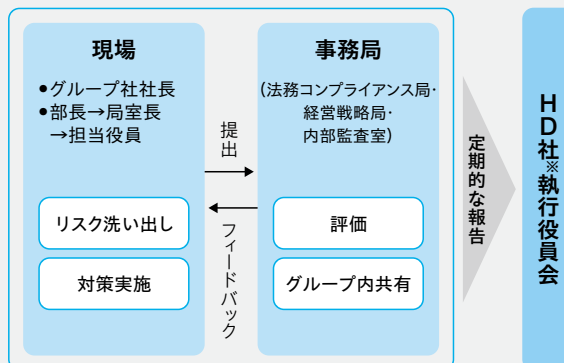 現場
●グループ社社長
●部長→局室長
→担当役員
リスク洗い出し
対策実施
提出
フィードバック
事務局
(法務コンプライアンス局・
経営戦略局・
内部監査室)
評価
グループ内共有
定期的な報告
HD社※執行役員会